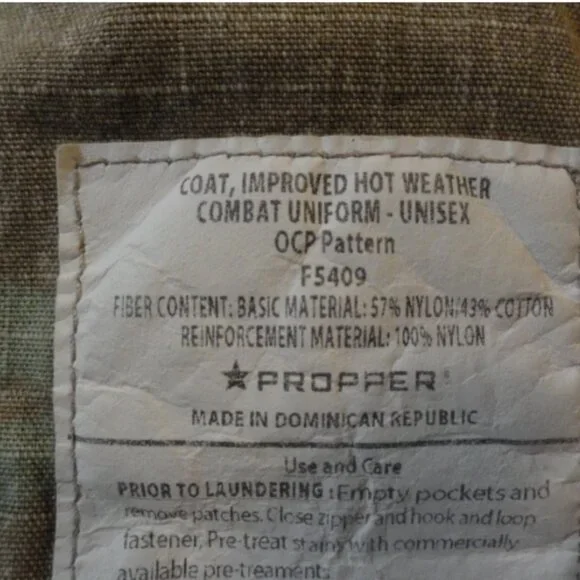 COAT, IMPROVED HOT WEATHER
COMBAT UNIFORM - UNISEX
OCP Pattern
F5409
FIBER CONTENT: BASIC MATERIAL: 57% NYLON/43% COTTON
REINFORCEMENT MATERIAL: 100% NYLON
PROPPER
MADE IN DOMINICAN REPUBLIC
Use and Care
PRIOR TO LAUNDERING : Empty pockets and
remove patches. Close zipper and hook and loop
fastener, Pre-treat stains with commercially
available pre-treament.